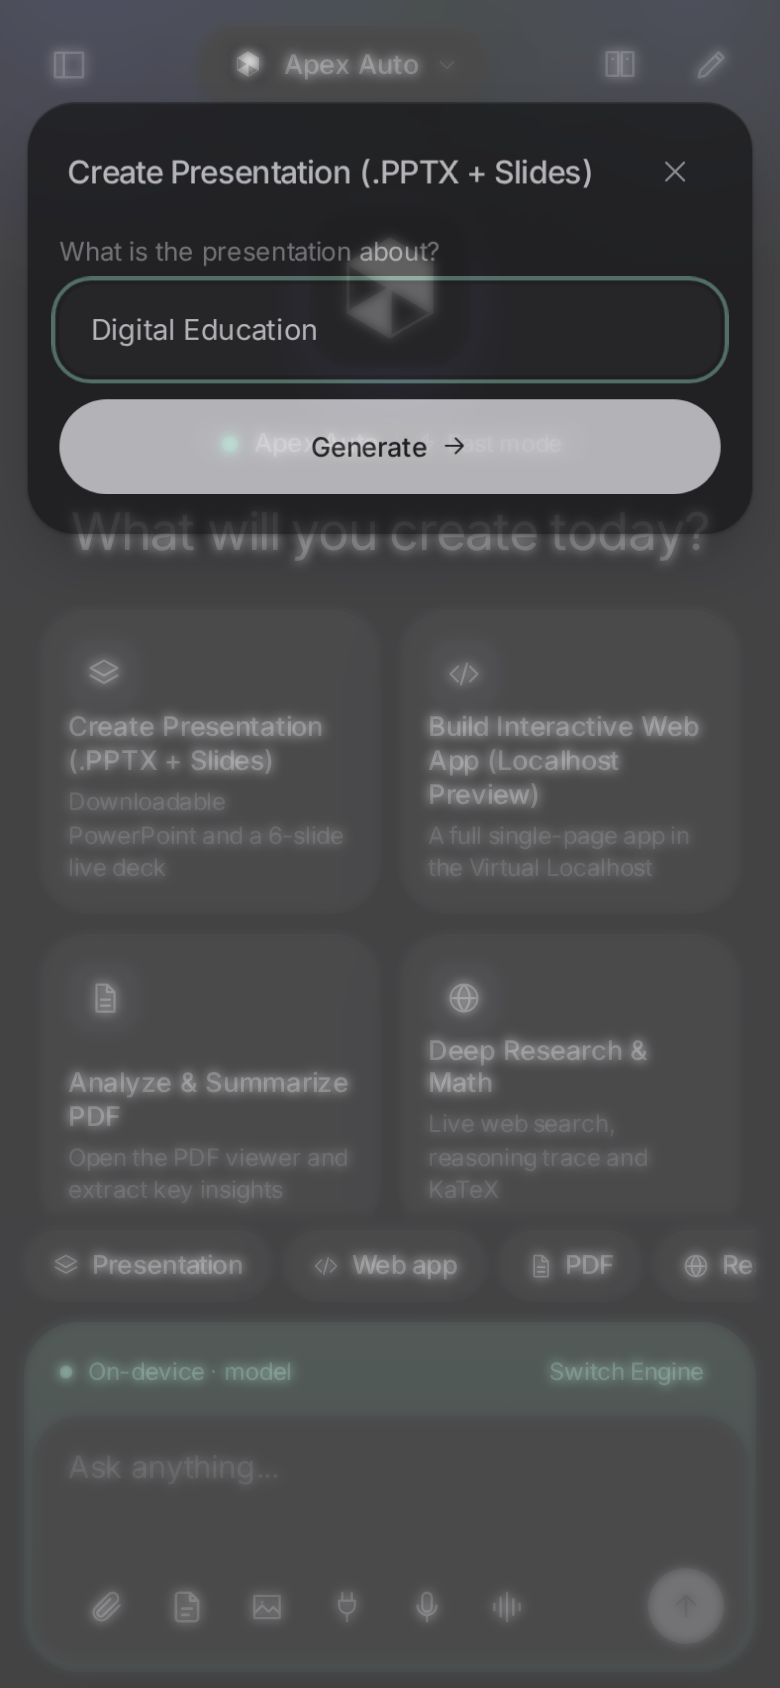 Apex Auto
Create Presentation (.PPTX + Slides)
What is the presentation about?
Digital Education
Generate →
What will you create today?
Create Presentation
(.PPTX + Slides)
Downloadable
PowerPoint and a 6-slide
live deck
Build Interactive Web
App (Localhost
Preview)
A full single-page app in
the Virtual Localhost
Analyze & Summarize
PDF
Open the PDF viewer and
extract key insights
Deep Research &
Math
Live web search,
reasoning trace and
KaTeX
Presentation
Web app
PDF
Re
On-device · model
Switch Engine
Ask anything...